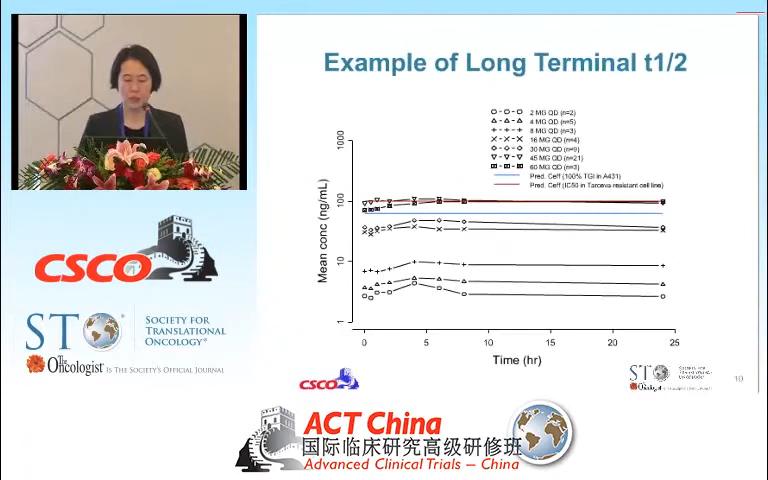 Example of Long Terminal t1/2
2 MG QD (n=2)
4 MG QD (n=5)
8 MG QD (n=3)
16 MG QD (n=4)
30 MG QD (n=9)
45 MG QD (n=21)
60 MG QD (n=3)
Pred. Ceff (100% TGI in A431)
Pred. Ceff (IC50 in Tarceva resistant cell line)
Mean conc (ng/mL)
1000
100
10
1
0 5 10 15 20 25
Time (hr)
CSCO
STO
SOCIETY FOR
TRANSLATIONAL
ONCOLOGY®
The Oncologist IS THE SOCIETY'S OFFICIAL JOURNAL
CSCO
STO
10
ACT China
国际临床研究高级研修班
Advanced Clinical Trials – China